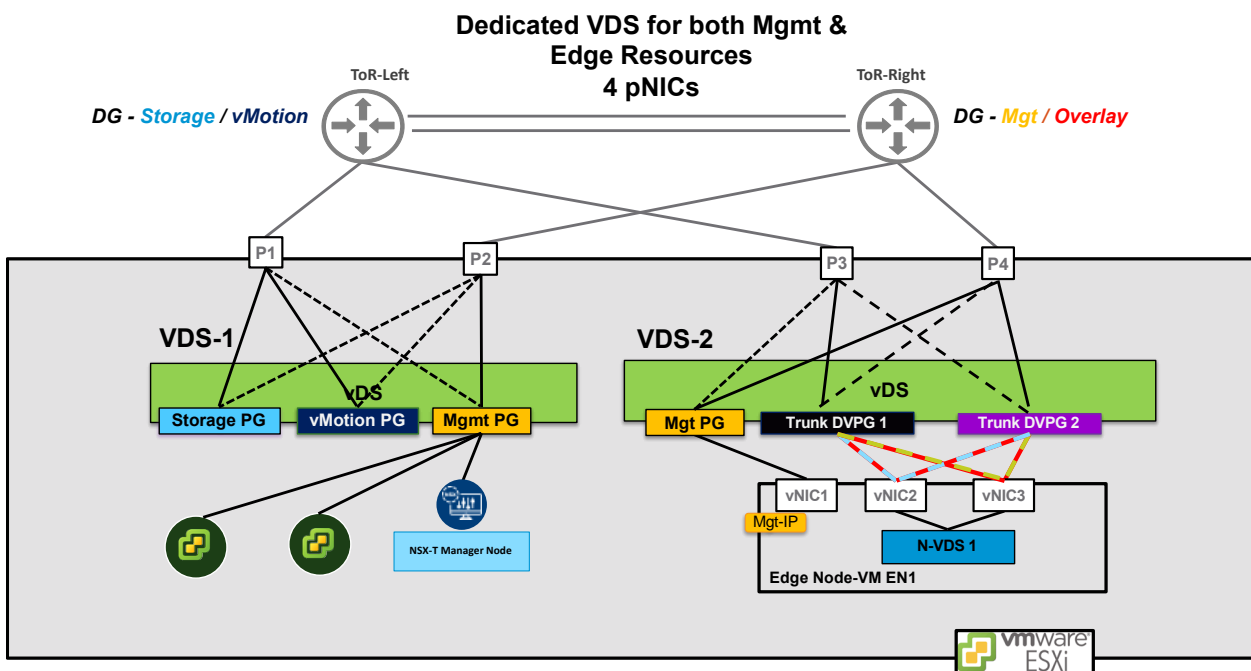 Dedicated VDS for both Mgmt &
Edge Resources
4 pNICs
ToR-Left
ToR-Right
DG - Storage / vMotion
DG - Mgt / Overlay
P1
P2
P3
P4
VDS-1
VDS-2
vDS
vDS
Storage PG
vMotion PG
Mgmt PG
Mgt PG
Trunk DVPG 1
Trunk DVPG 2
vNIC1
vNIC2
vNIC3
Mgt-IP
NSX-T Manager Node
N-VDS 1
Edge Node-VM EN1
vmware®
ESXi